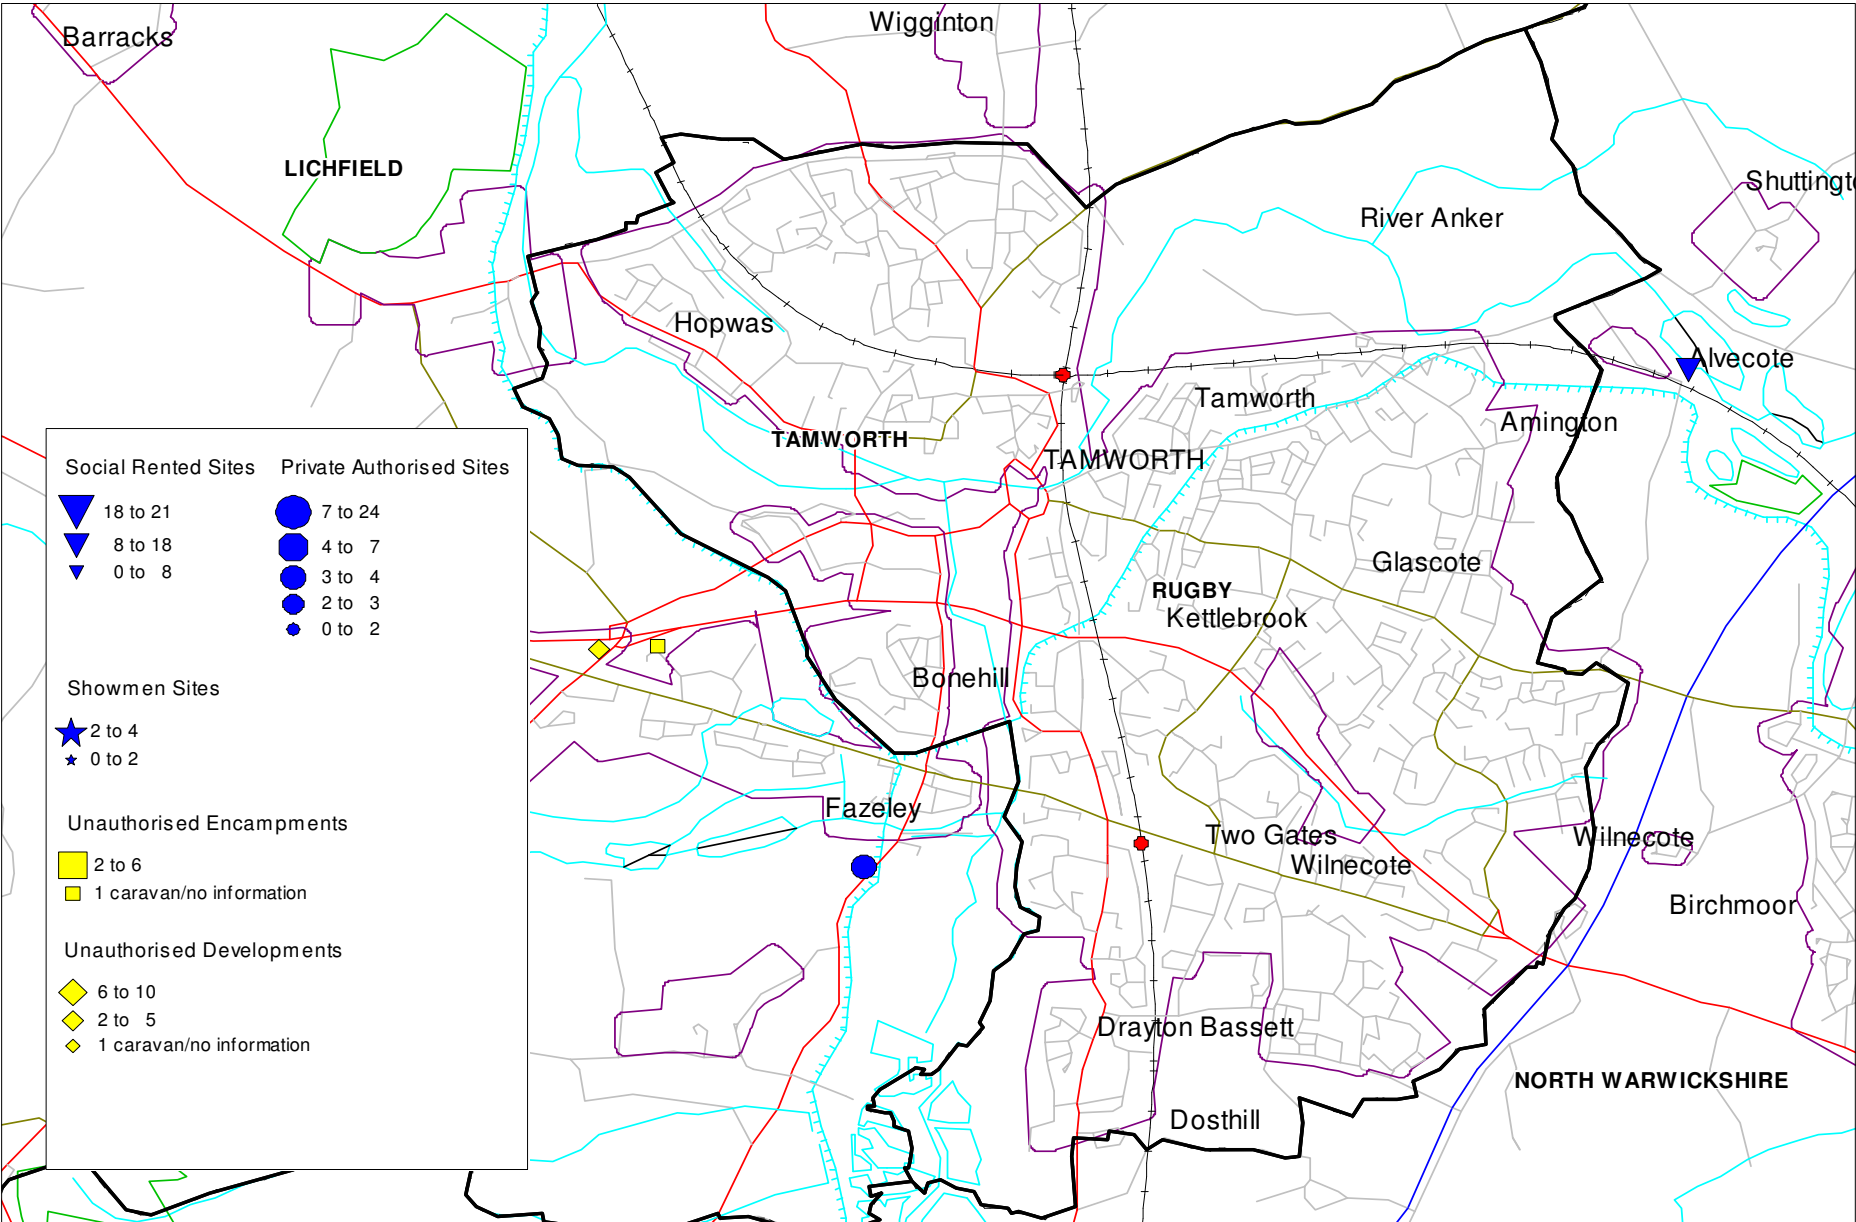 Wigginton
Barracks
LICHFIELD
Shuttingt
River Anker
Hopwas
Alvecote
Tamworth
Amington
TAMWORTH
TAMWORTH
Social Rented Sites
18 to 21
8 to 18
0 to 8
Private Authorised Sites
7 to 24
4 to 7
3 to 4
2 to 3
0 to 2
Showmen Sites
2 to 4
0 to 2
Unauthorised Encampments
2 to 6
1 caravan/no information
Unauthorised Developments
6 to 10
2 to 5
1 caravan/no information
Glascote
RUGBY
Kettlebrook
Bonehill
Fazeley
Two Gates
Wilnecote
Wilnecote
Birchmoor
Drayton Bassett
NORTH WARWICKSHIRE
Dosthill